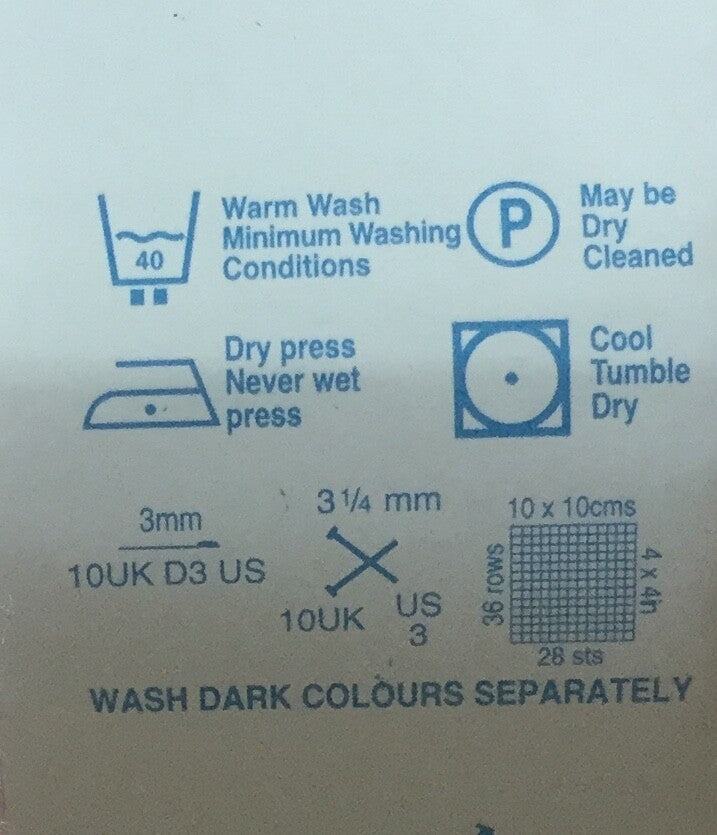 Warm Wash
Minimum Washing
Conditions
40
P
May be
Dry
Cleaned
Dry press
Never wet
press
Cool
Tumble
Dry
3mm
10UK D3 US
3 1/4 mm
10UK
US
3
10 x 10cms
36 rows
4 x 4h
28 sts
WASH DARK COLOURS SEPARATELY